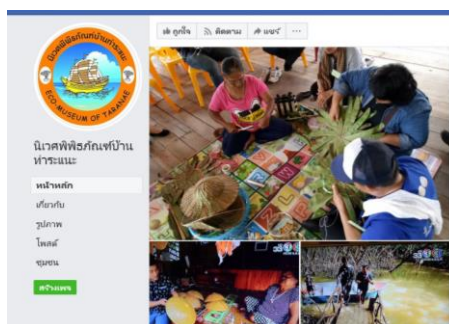 ถูกใจ ติดตาม แชร์ ...
นิเวศพิพิธภัณฑ์บ้านท่าระแนะ
ECO-MUSEUM OF TARANAE
นิเวศพิพิธภัณฑ์บ้าน
ท่าระแนะ
หน้าหลัก
เกี่ยวกับ
รูปภาพ
โพสต์
ชุมชน
สร้างเพจ